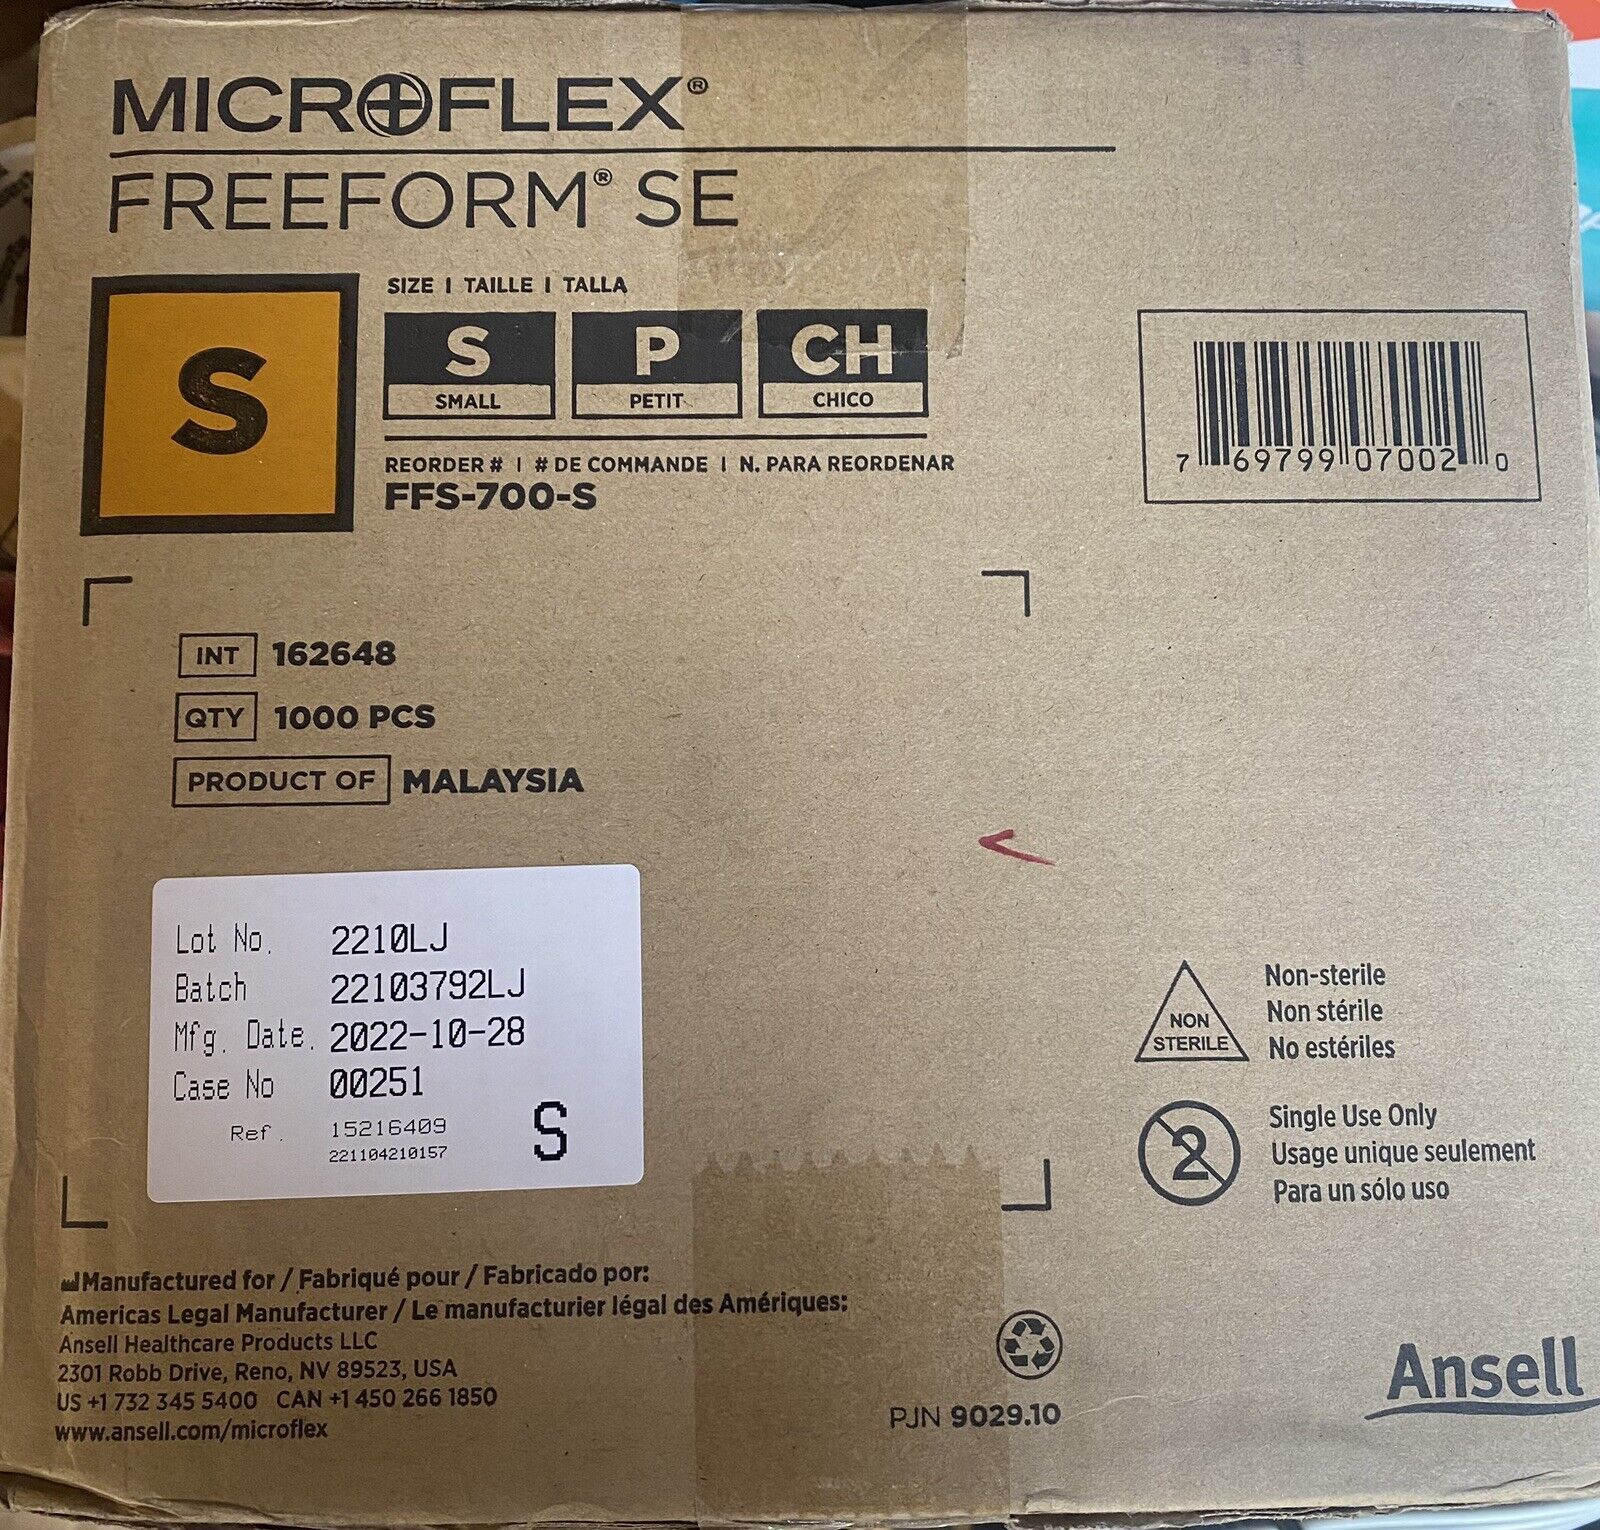 MICROFLEX®
FREEFORM® SE
S
SIZE | TAILLE | TALLA
S SMALL
P PETIT
CH CHICO
REORDER # | # DE COMMANDE | N. PARA REORDENAR
FFS-700-S
7 69799 07002 0
INT 162648
QTY 1000 PCS
PRODUCT OF MALAYSIA
Lot No. 2210LJ
Batch 22103792LJ
Mfg. Date. 2022-10-28
Case No 00251
Ref. 15216409
221104210157
S
NON STERILE
Non-sterile
Non stérile
No estériles
2
Single Use Only
Usage unique seulement
Para un sólo uso
Manufactured for / Fabriqué pour / Fabricado por:
Americas Legal Manufacturer / Le manufacturier légal des Amériques:
Ansell Healthcare Products LLC
2301 Robb Drive, Reno, NV 89523, USA
US +1 732 345 5400 CAN +1 450 266 1850
www.ansell.com/microflex
PJN 9029.10
Ansell